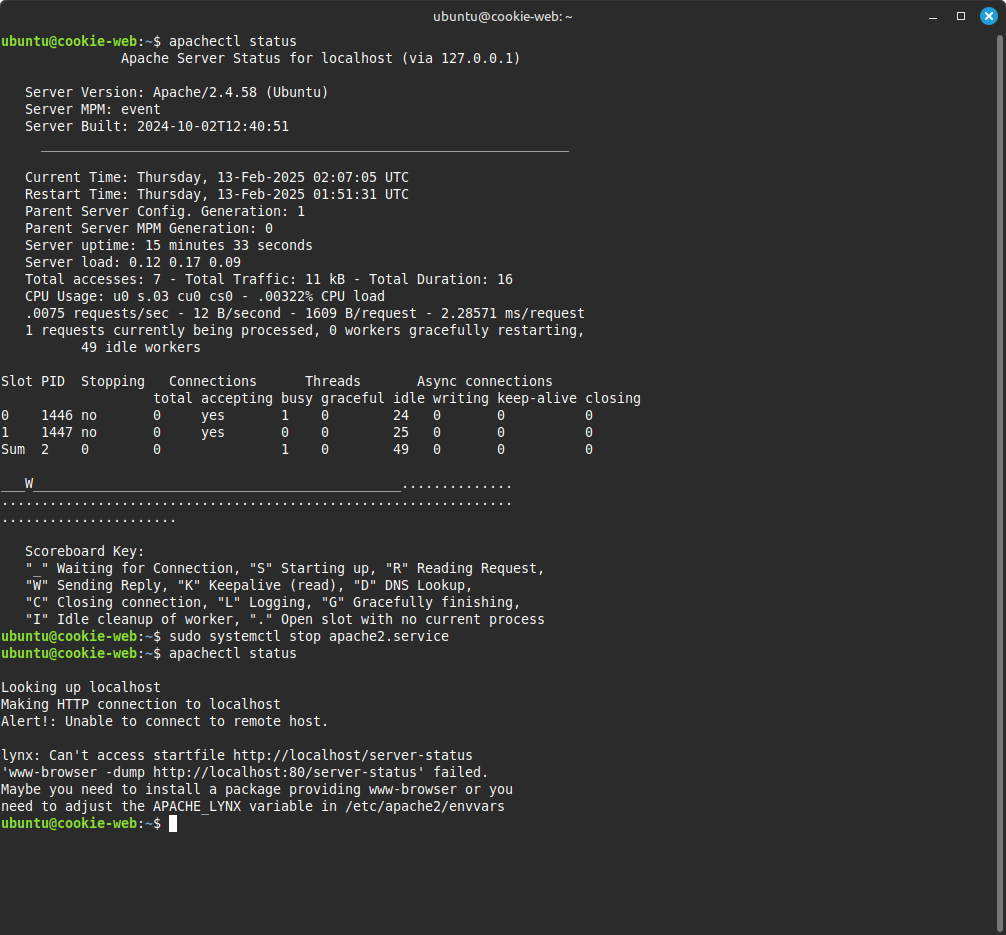 ubuntu@cookie-web: ~
ubuntu@cookie-web:~$ apachectl status
Apache Server Status for localhost (via 127.0.0.1)
Server Version: Apache/2.4.58 (Ubuntu)
Server MPM: event
Server Built: 2024-10-02T12:40:51
__________________________________________________________________
Current Time: Thursday, 13-Feb-2025 02:07:05 UTC
Restart Time: Thursday, 13-Feb-2025 01:51:31 UTC
Parent Server Config. Generation: 1
Parent Server MPM Generation: 0
Server uptime: 15 minutes 33 seconds
Server load: 0.12 0.17 0.09
Total accesses: 7 - Total Traffic: 11 kB - Total Duration: 16
CPU Usage: u0 s.03 cu0 cs0 - .00322% CPU load
.0075 requests/sec - 12 B/second - 1609 B/request - 2.28571 ms/request
1 requests currently being processed, 0 workers gracefully restarting,
49 idle workers
Slot PID  Stopping   Connections      Threads       Async connections
total accepting busy graceful idle writing keep-alive closing
0    1446 no       0     yes       1    0        24   0       0          0
1    1447 no       0     yes       0    0        25   0       0          0
Sum  2    0        0               1    0        49   0       0          0
___W______________________________________________..............
................................................................
......................
Scoreboard Key:
"_" Waiting for Connection, "S" Starting up, "R" Reading Request,
"W" Sending Reply, "K" Keepalive (read), "D" DNS Lookup,
"C" Closing connection, "L" Logging, "G" Gracefully finishing,
"I" Idle cleanup of worker, "." Open slot with no current process
ubuntu@cookie-web:~$ sudo systemctl stop apache2.service
ubuntu@cookie-web:~$ apachectl status
Looking up localhost
Making HTTP connection to localhost
Alert!: Unable to connect to remote host.
lynx: Can't access startfile http://localhost/server-status
'www-browser -dump http://localhost:80/server-status' failed.
Maybe you need to install a package providing www-browser or you
need to adjust the APACHE_LYNX variable in /etc/apache2/envvars
ubuntu@cookie-web:~$